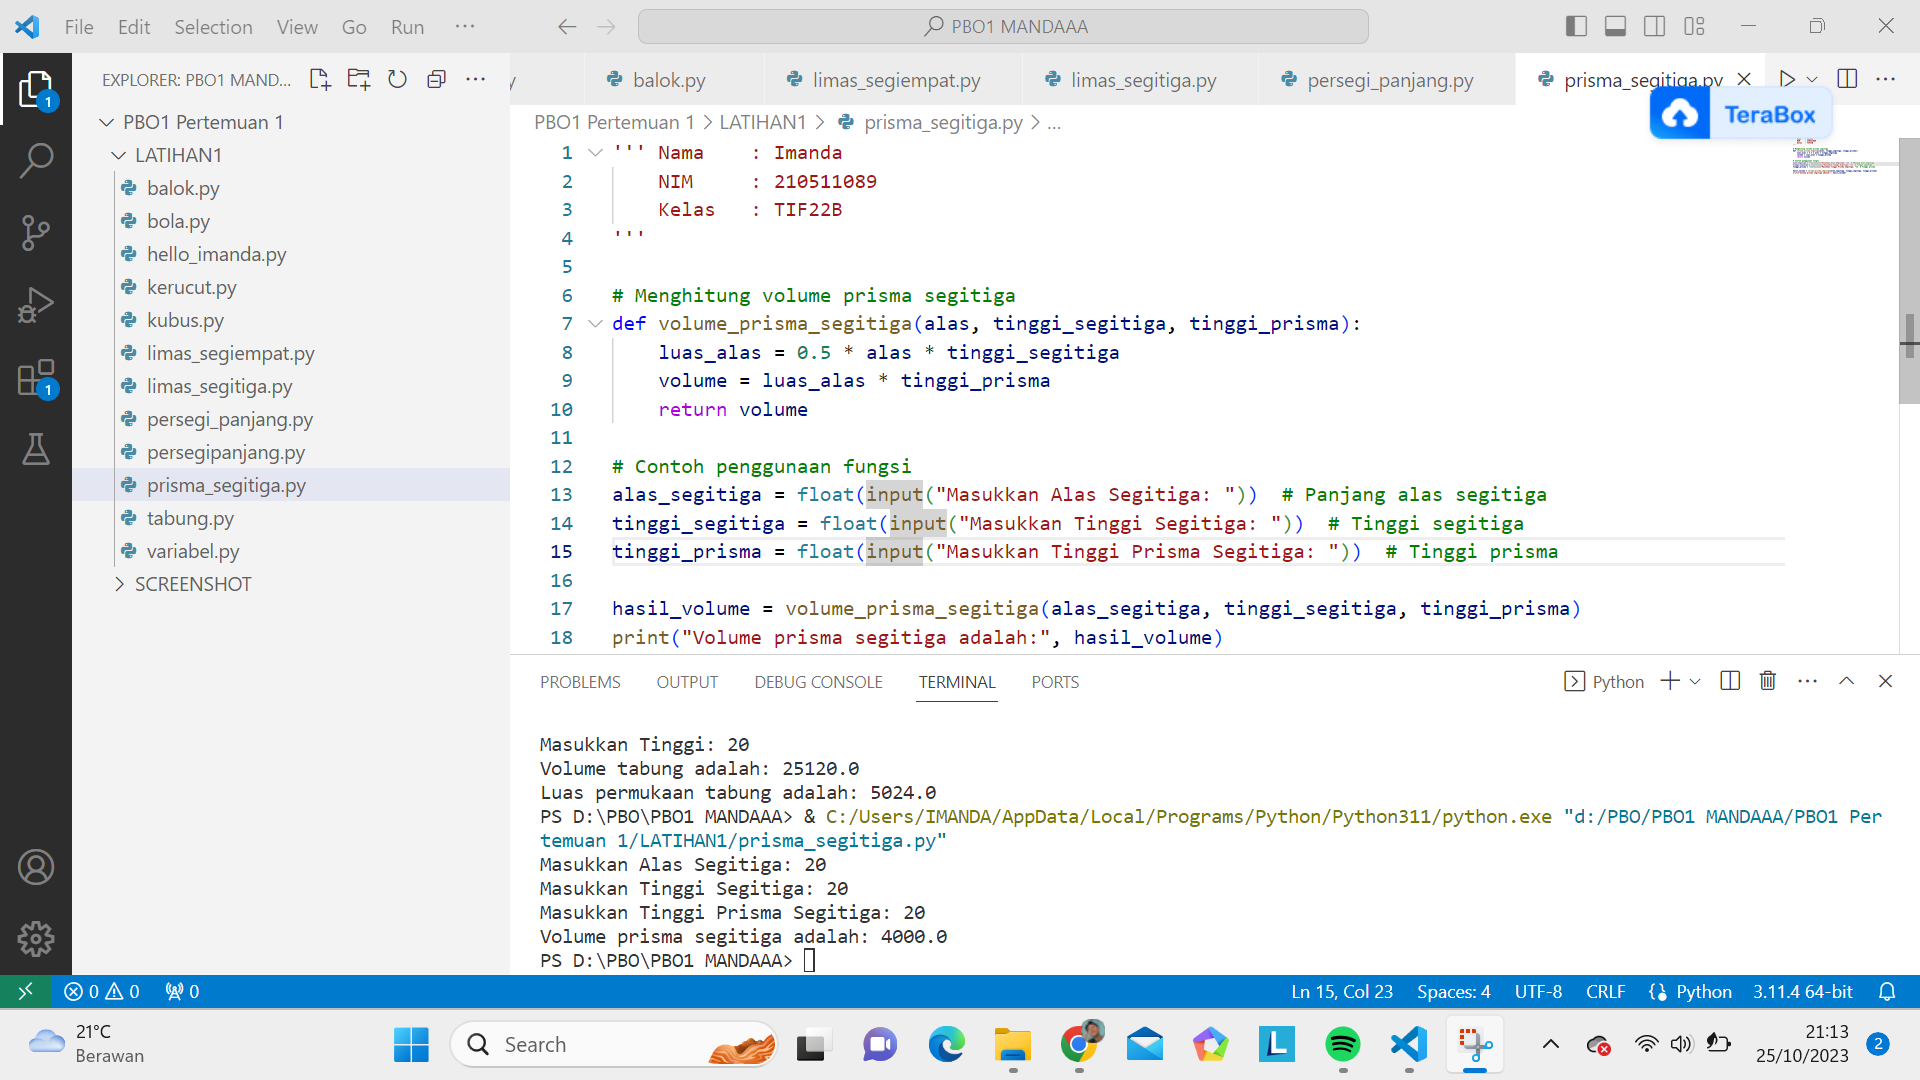 File Edit Selection View Go Run ···
PBO1 MANDAAA
EXPLORER: PBO1 MAND...
PBO1 Pertemuan 1
LATIHAN1
balok.py
bola.py
hello_imanda.py
kerucut.py
kubus.py
limas_segiempat.py
limas_segitiga.py
persegi_panjang.py
persegipanjang.py
prisma_segitiga.py
tabung.py
variabel.py
SCREENSHOT
1
1
balok.py limas_segiempat.py limas_segitiga.py persegi_panjang.py prisma_segitiga.py
TeraBox
PBO1 Pertemuan 1 > LATIHAN1 > prisma_segitiga.py > ...
1 ''' Nama    : Imanda
2     NIM     : 210511089
3     Kelas   : TIF22B
4 '''
5
6 # Menghitung volume prisma segitiga
7 def volume_prisma_segitiga(alas, tinggi_segitiga, tinggi_prisma):
8     luas_alas = 0.5 * alas * tinggi_segitiga
9     volume = luas_alas * tinggi_prisma
10     return volume
11
12 # Contoh penggunaan fungsi
13 alas_segitiga = float(input("Masukkan Alas Segitiga: "))  # Panjang alas segitiga
14 tinggi_segitiga = float(input("Masukkan Tinggi Segitiga: "))  # Tinggi segitiga
15 tinggi_prisma = float(input("Masukkan Tinggi Prisma Segitiga: "))  # Tinggi prisma
16
17 hasil_volume = volume_prisma_segitiga(alas_segitiga, tinggi_segitiga, tinggi_prisma)
18 print("Volume prisma segitiga adalah:", hasil_volume)
PROBLEMS OUTPUT DEBUG CONSOLE TERMINAL PORTS
Python
Masukkan Tinggi: 20
Volume tabung adalah: 25120.0
Luas permukaan tabung adalah: 5024.0
PS D:\PBO\PBO1 MANDAAA> & C:/Users/IMANDA/AppData/Local/Programs/Python/Python311/python.exe "d:/PBO/PBO1 MANDAAA/PBO1 Per
temuan 1/LATIHAN1/prisma_segitiga.py"
Masukkan Alas Segitiga: 20
Masukkan Tinggi Segitiga: 20
Masukkan Tinggi Prisma Segitiga: 20
Volume prisma segitiga adalah: 4000.0
PS D:\PBO\PBO1 MANDAAA>
0 0 0
Ln 15, Col 23 Spaces: 4 UTF-8 CRLF Python 3.11.4 64-bit
21°C
Berawan
Search
21:13
25/10/2023
2